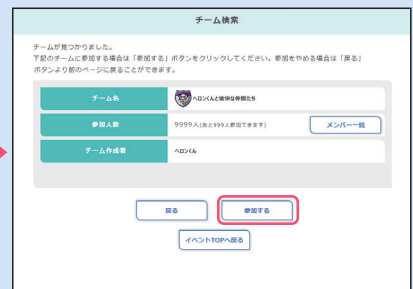 チーム検索
チームが見つかりました。
下記のチームに参加する場合は「参加する」ボタンをクリックしてください。参加をやめる場合は「戻る」
ボタンより前のページに戻ることができます。
チーム名 ヘロンくんと愉快な仲間たち
参加人数 9999人(あと999人参加できます) メンバー一覧
チーム作成者 ヘロンくん
戻る 参加する
イベントTOPへ戻る